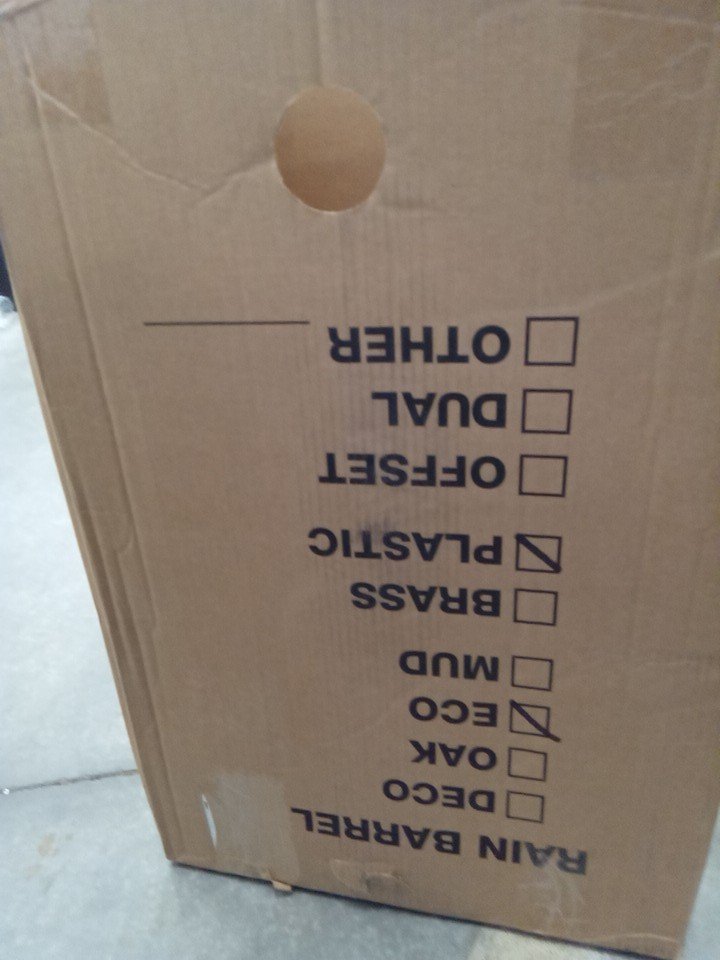 RAIN BARREL
DECO
OAK
ECO
MUD
BRASS
PLASTIC
OFFSET
DUAL
OTHER